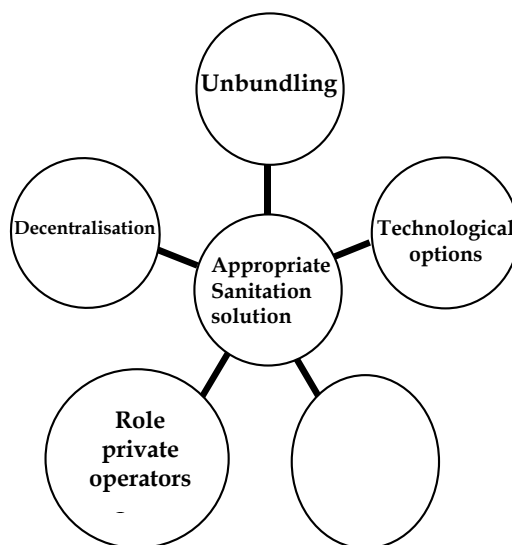 Unbundling
Decentralisation
Technological
options
Appropriate
Sanitation
solution
Role
private
operators